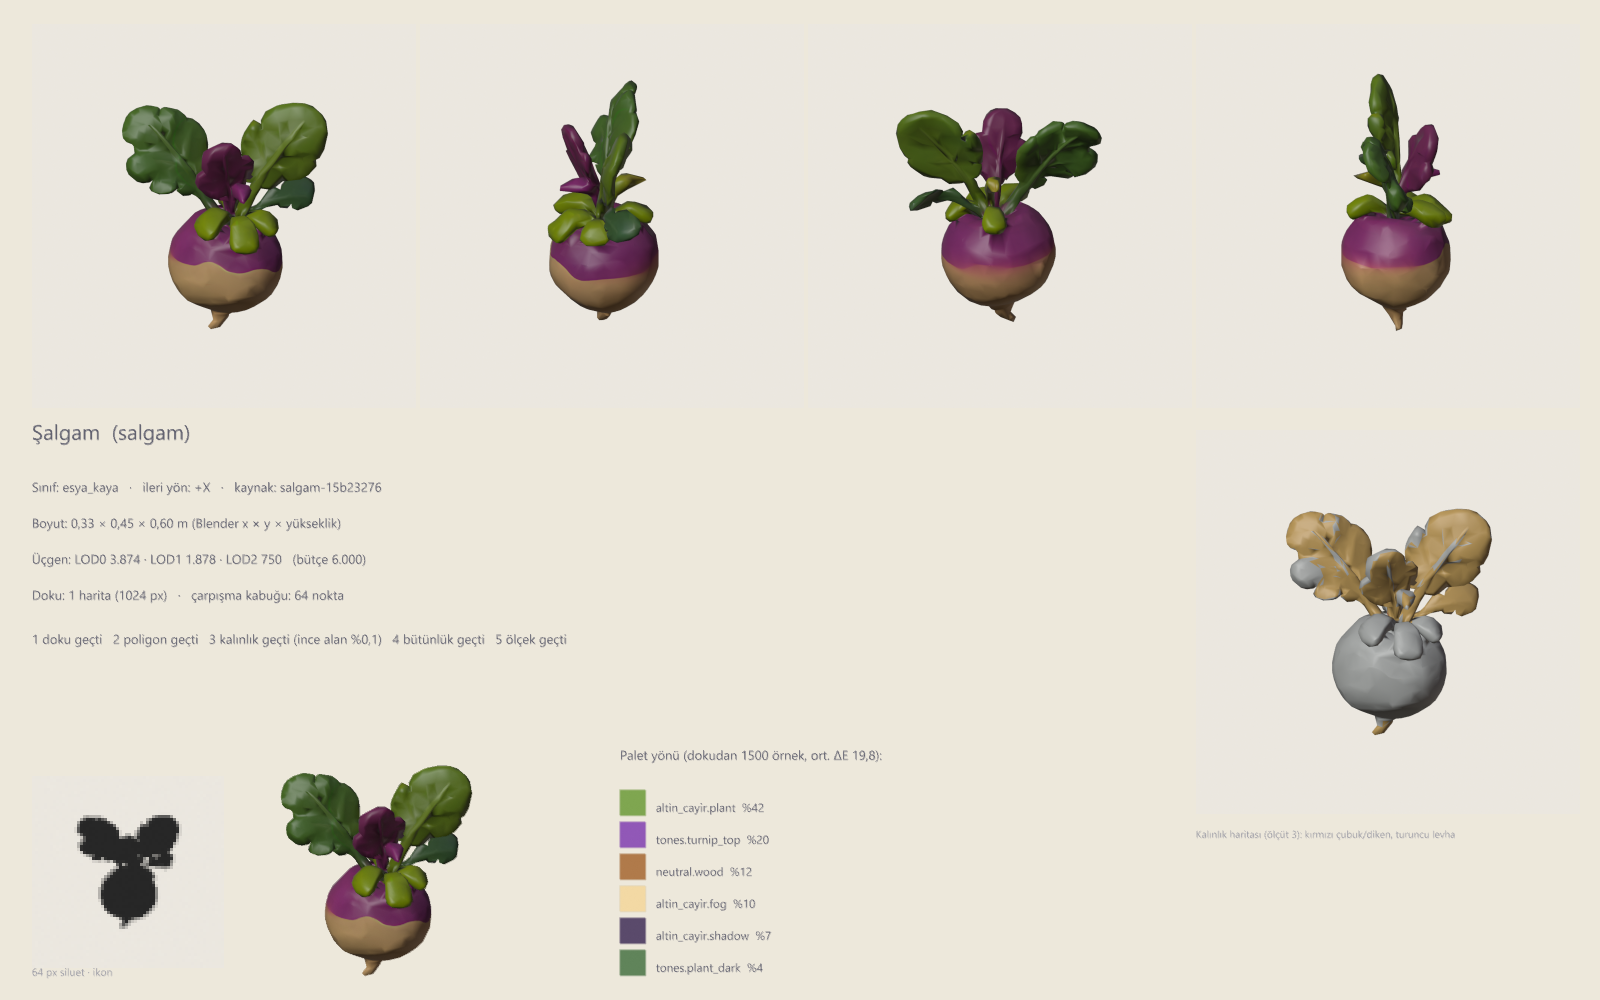 Şalgam (salgam)
Sınıf: esya_kaya · ileri yön: +X · kaynak: salgam-15b23276
Boyut: 0,33 × 0,45 × 0,60 m (Blender x × y × yükseklik)
Üçgen: LOD0 3.874 · LOD1 1.878 · LOD2 750 (bütçe 6.000)
Doku: 1 harita (1024 px) · çarpışma kabuğu: 64 nokta
1 doku geçti 2 poligon geçti 3 kalınlık geçti (ince alan %0,1) 4 bütünlük geçti 5 ölçek geçti
Kalınlık haritası (ölçüt 3): kırmızı çubuk/diken, turuncu levha
Palet yönü (dokudan 1500 örnek, ort. ΔE 19,8):
altin_cayir.plant %42
tones.turnip_top %20
neutral.wood %12
altin_cayir.fog %10
altin_cayir.shadow %7
tones.plant_dark %4
64 px siluet · ikon